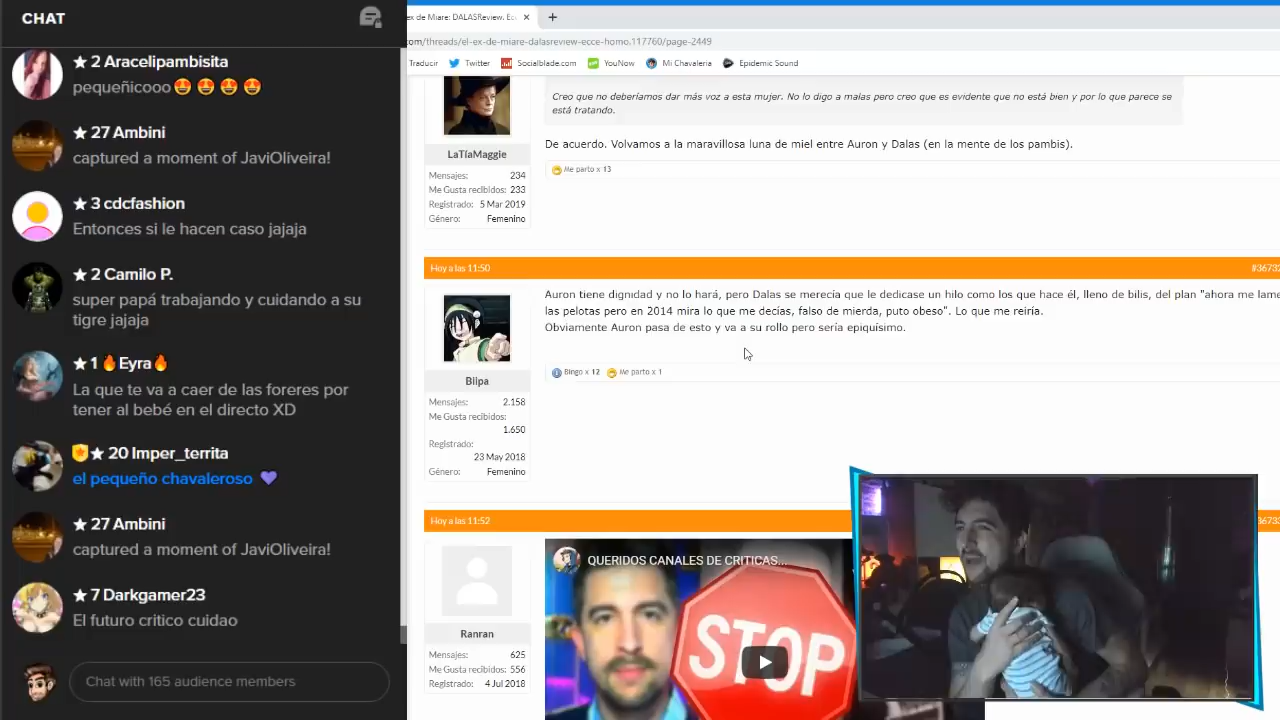 CHAT
★ 2 Aracelipambisita
pequeñicooo 😍 😍 😍 😍
★ 27 Ambini
captured a moment of JaviOliveira!
★ 3 cdcfashion
Entonces si le hacen caso jajaja
★ 2 Camilo P.
super papá trabajando y cuidando a su
tigre jajaja
★ 1 🔥Eyra🔥
La que te va a caer de las foreres por
tener al bebé en el directo XD
★ 20 Imper_territa
el pequeño chavaleroso 💜
★ 27 Ambini
captured a moment of JaviOliveira!
★ 7 Darkgamer23
El futuro critico cuidao
Chat with 165 audience members
ex de Miare: DALASReview. Ecc
com/threads/el-ex-de-miare-dalasreview-ecce-homo.117760/page-2449
Traducir Twitter Socialblade.com YouNow Mi Chavaleria Epidemic Sound
Creo que no deberíamos dar más voz a esta mujer. No lo digo a malas pero creo que es evidente que no está bien y por lo que parece se
está tratando.
De acuerdo. Volvamos a la maravillosa luna de miel entre Auron y Dalas (en la mente de los pambis).
Me parto x 13
LaTíaMaggie
Mensajes: 234
Me Gusta recibidos: 233
Registrado: 5 Mar 2019
Género: Femenino
Hoy a las 11:50 #36732
Auron tiene dignidad y no lo hará, pero Dalas se merecía que le dedicase un hilo como los que hace él, lleno de bilis, del plan "ahora me lame
las pelotas pero en 2014 mira lo que me decías, falso de mierda, puto obeso". Lo que me reiría.
Obviamente Auron pasa de esto y va a su rollo pero sería epiquísimo.
Bingo x 12 Me parto x 1
Blipa
Mensajes: 2.158
Me Gusta recibidos:
1.650
Registrado:
23 May 2018
Género: Femenino
Hoy a las 11:52 #3673
QUERIDOS CANALES DE CRITICAS...
STOP
Ranran
Mensajes: 625
Me Gusta recibidos: 556
Registrado: 4 Jul 2018